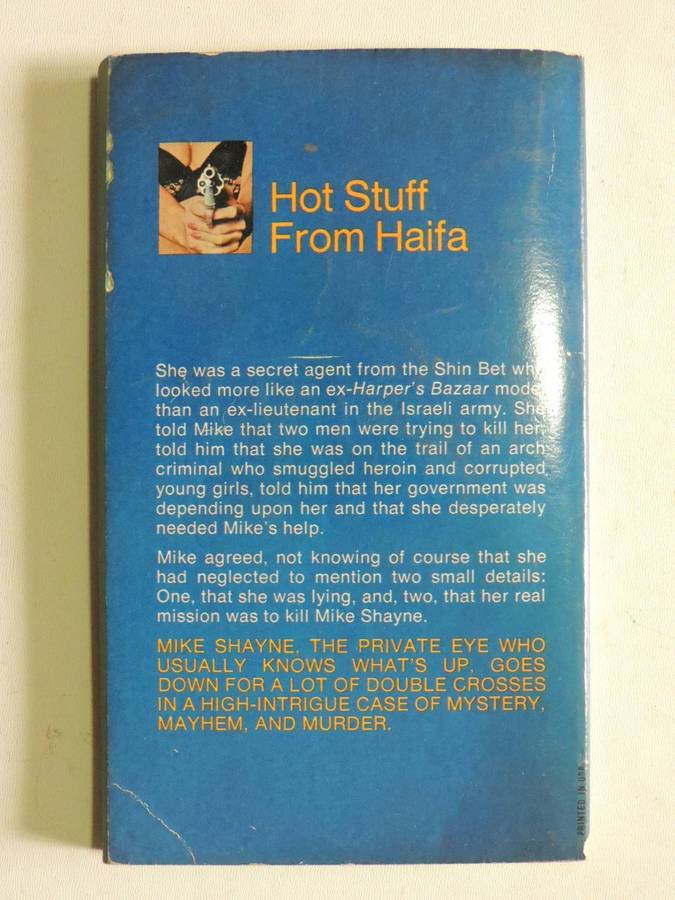 Hot Stuff
From Haifa
She was a secret agent from the Shin Bet who
looked more like an ex-Harper's Bazaar model
than an ex-lieutenant in the Israeli army. She
told Mike that two men were trying to kill her,
told him that she was on the trail of an arch
criminal who smuggled heroin and corrupted
young girls, told him that her government was
depending upon her and that she desperately
needed Mike's help.
Mike agreed, not knowing of course that she
had neglected to mention two small details:
One, that she was lying, and, two, that her real
mission was to kill Mike Shayne.
MIKE SHAYNE, THE PRIVATE EYE WHO
USUALLY KNOWS WHAT'S UP, GOES
DOWN FOR A LOT OF DOUBLE CROSSES
IN A HIGH-INTRIGUE CASE OF MYSTERY,
MAYHEM, AND MURDER.
PRINTED IN USA